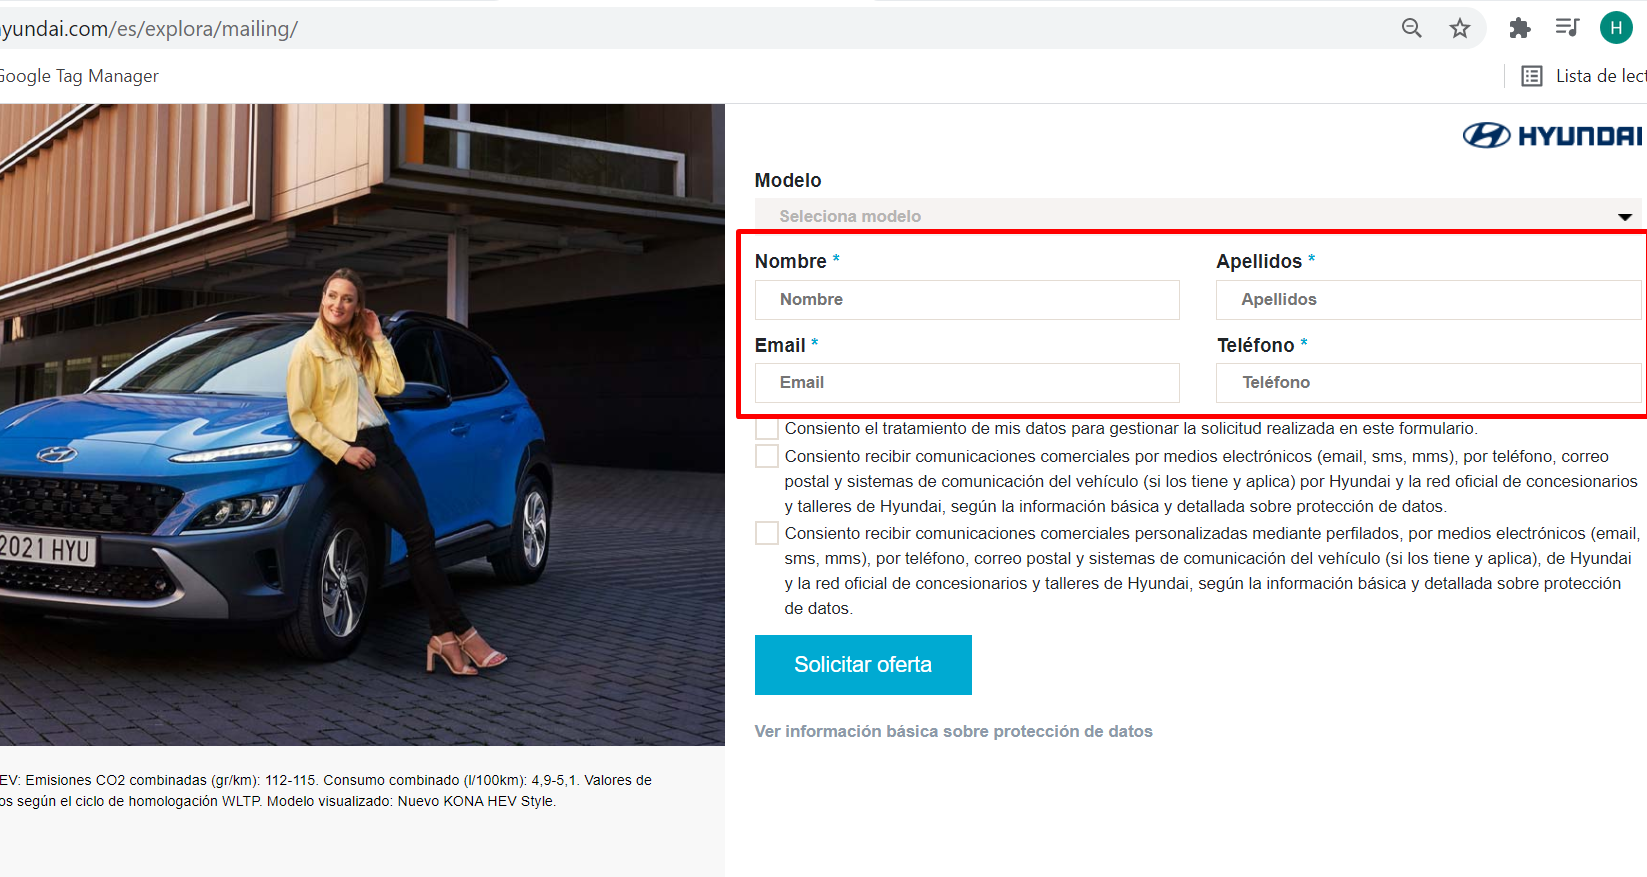 yundai.com/es/explora/mailing/
H
Google Tag Manager
Lista de lect
HYUNDAI
Modelo
Seleciona modelo
Nombre *
Apellidos *
Nombre
Apellidos
Email *
Teléfono *
Email
Teléfono
Consiento el tratamiento de mis datos para gestionar la solicitud realizada en este formulario.
Consiento recibir comunicaciones comerciales por medios electrónicos (email, sms, mms), por teléfono, correo
postal y sistemas de comunicación del vehículo (si los tiene y aplica) por Hyundai y la red oficial de concesionarios
y talleres de Hyundai, según la información básica y detallada sobre protección de datos.
Consiento recibir comunicaciones comerciales personalizadas mediante perfilados, por medios electrónicos (email,
sms, mms), por teléfono, correo postal y sistemas de comunicación del vehículo (si los tiene y aplica), de Hyundai
y la red oficial de concesionarios y talleres de Hyundai, según la información básica y detallada sobre protección
de datos.
Solicitar oferta
Ver información básica sobre protección de datos
2021 HYU
EV: Emisiones CO2 combinadas (gr/km): 112-115. Consumo combinado (l/100km): 4,9-5,1. Valores de
os según el ciclo de homologación WLTP. Modelo visualizado: Nuevo KONA HEV Style.